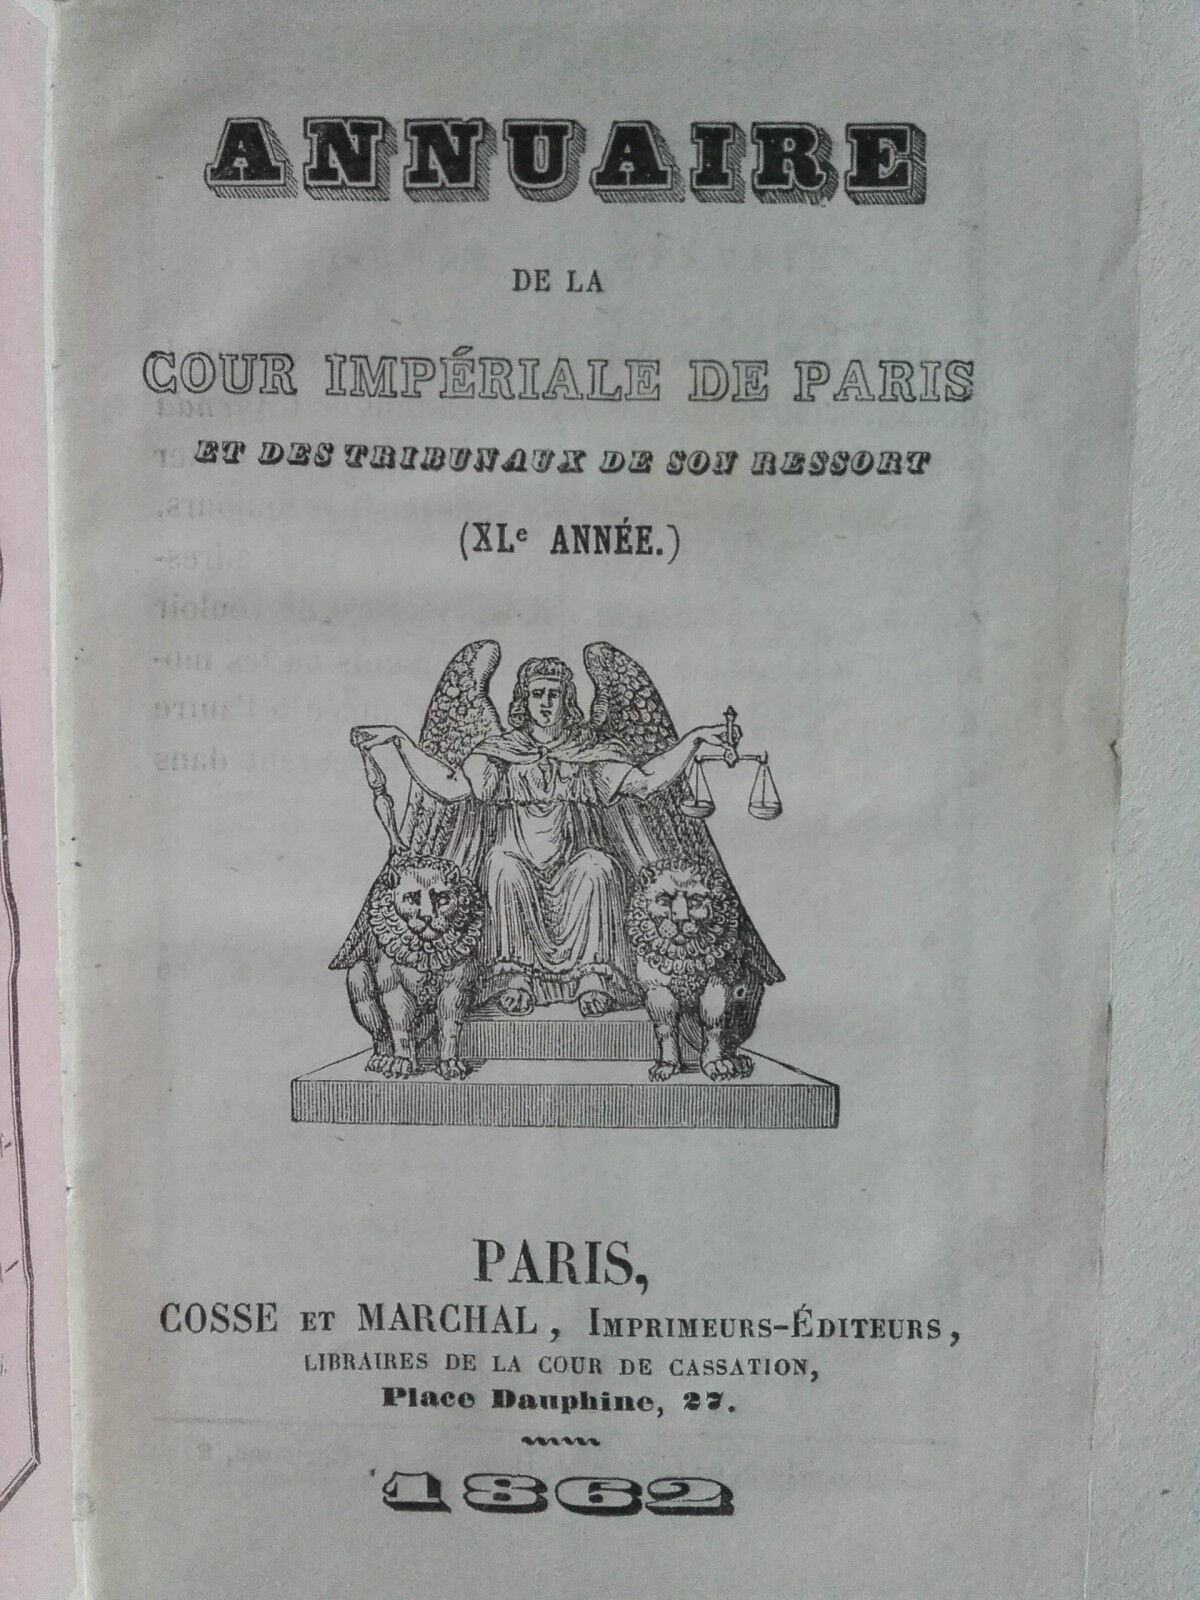 ANNUAIRE
DE LA
COUR IMPÉRIALE DE PARIS
ET DES TRIBUNAUX DE SON RESSORT
(XLe ANNÉE.)
PARIS,
COSSE ET MARCHAL, IMPRIMEURS-ÉDITEURS,
LIBRAIRES DE LA COUR DE CASSATION,
Place Dauphine, 27.
1862